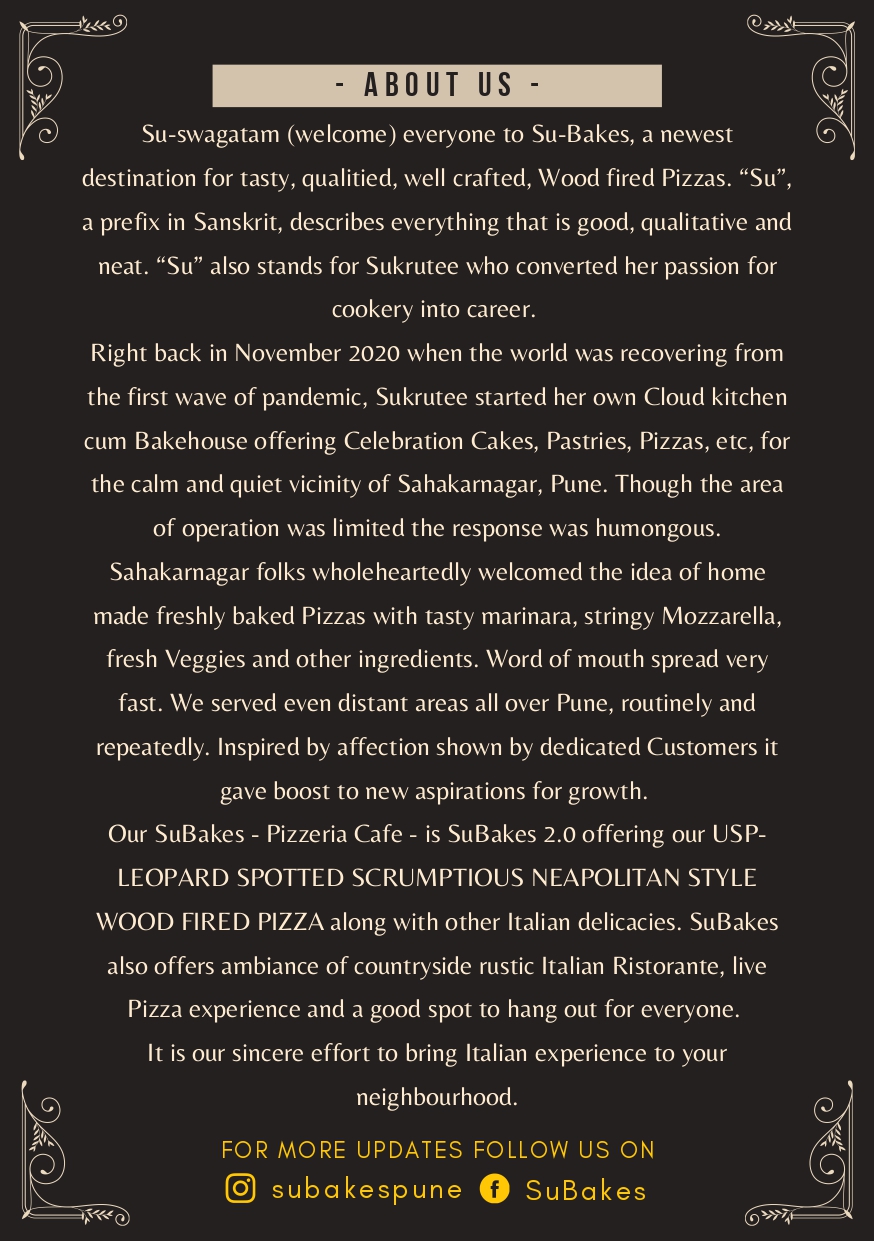 - ABOUT US -
Su-swagatam (welcome) everyone to Su-Bakes, a newest
destination for tasty, qualitied, well crafted, Wood fired Pizzas. “Su”,
a prefix in Sanskrit, describes everything that is good, qualitative and
neat. “Su” also stands for Sukrutee who converted her passion for
cookery into career.
Right back in November 2020 when the world was recovering from
the first wave of pandemic, Sukrutee started her own Cloud kitchen
cum Bakehouse offering Celebration Cakes, Pastries, Pizzas, etc, for
the calm and quiet vicinity of Sahakarnagar, Pune. Though the area
of operation was limited the response was humongous.
Sahakarnagar folks wholeheartedly welcomed the idea of home
made freshly baked Pizzas with tasty marinara, stringy Mozzarella,
fresh Veggies and other ingredients. Word of mouth spread very
fast. We served even distant areas all over Pune, routinely and
repeatedly. Inspired by affection shown by dedicated Customers it
gave boost to new aspirations for growth.
Our SuBakes - Pizzeria Cafe - is SuBakes 2.0 offering our USP-
LEOPARD SPOTTED SCRUMPTIOUS NEAPOLITAN STYLE
WOOD FIRED PIZZA along with other Italian delicacies. SuBakes
also offers ambiance of countryside rustic Italian Ristorante, live
Pizza experience and a good spot to hang out for everyone.
It is our sincere effort to bring Italian experience to your
neighbourhood.
FOR MORE UPDATES FOLLOW US ON
subakespune SuBakes